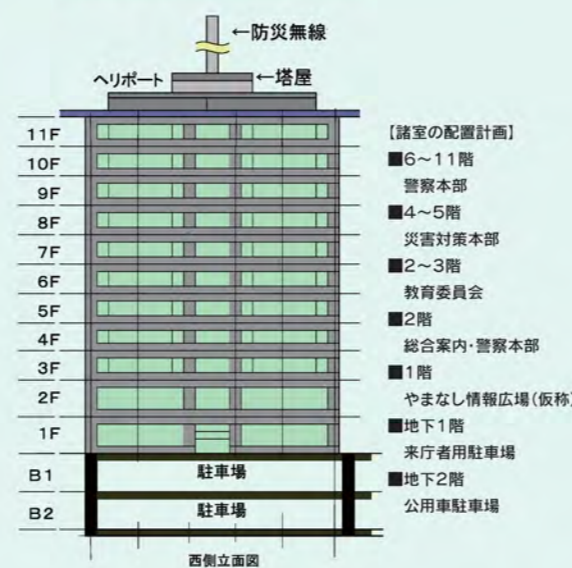 ←防災無線
ヘリポート
←塔屋
11F
10F
9F
8F
7F
6F
5F
4F
3F
2F
1F
B1
B2
駐車場
駐車場
西側立面図
【諸室の配置計画】
■6～11階
警察本部
■4～5階
災害対策本部
■2～3階
教育委員会
■2階
総合案内・警察本部
■1階
やまなし情報広場(仮称)
■地下1階
来庁者用駐車場
■地下2階
公用車駐車場